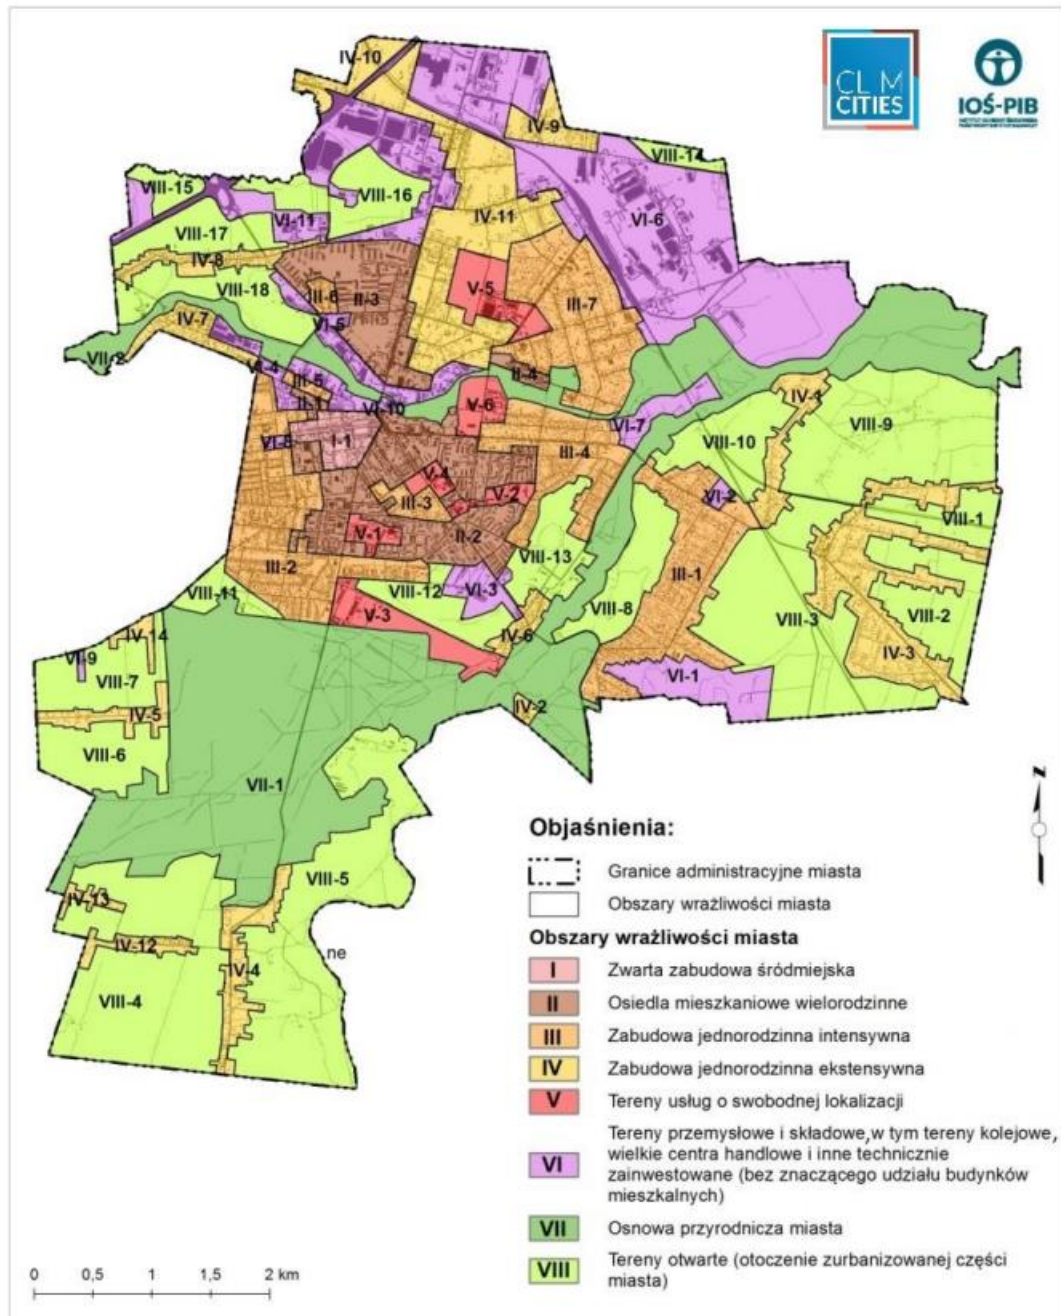 IV-10
CLIM
CITIES
IOŚ-PIB
IV-9
VIII-14
VIII-15
VIII-16
VI-11
IV-11
VI-6
VIII-17
IV-8
V-5
VIII-18
III-6
II-3
III-7
IV-7
VI-5
VII-2
VI-4
II-4
III-5
IV-1
II-1
VI-10
V-6
VIII-9
VI-7
I-1
III-4
VIII-10
V-4
VI-2
III-3
V-2
VIII-1
V-1
II-2
VIII-13
III-2
III-1
VIII-11
VIII-12
VI-3
VIII-8
VIII-3
VIII-2
V-3
IV-6
IV-14
IV-3
VI-9
VIII-7
VI-1
IV-5
IV-2
VIII-6
VII-1
N
Objaśnienia:
Granice administracyjne miasta
VIII-5
IV-13
Obszary wrażliwości miasta
Obszary wrażliwości miasta
IV-12
ne
IV-4
I Zwarta zabudowa śródmiejska
VIII-4
II Osiedla mieszkaniowe wielorodzinne
III Zabudowa jednorodzinna intensywna
IV Zabudowa jednorodzinna ekstensywna
V Tereny usług o swobodnej lokalizacji
Tereny przemysłowe i składowe,w tym tereny kolejowe,
wielkie centra handlowe i inne technicznie
VI zainwestowane (bez znaczącego udziału budynków
mieszkalnych)
VII Osnowa przyrodnicza miasta
VIII Tereny otwarte (otoczenie zurbanizowanej części
miasta)
0 0,5 1 1,5 2 km